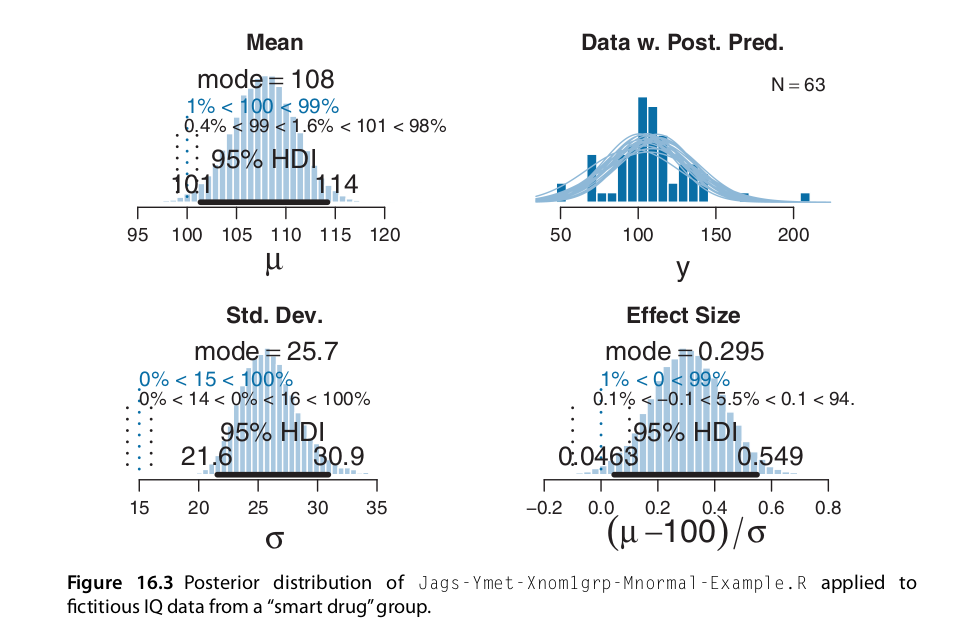 Mean
mode = 108
1% < 100 < 99%
0.4% < 99 < 1.6% < 101 < 98%
95% HDI
101 114
95 100 105 110 115 120
μ
Data w. Post. Pred.
N = 63
50 100 150 200
y
Std. Dev.
mode = 25.7
0% < 15 < 100%
0% < 14 < 0% < 16 < 100%
95% HDI
21.6 30.9
15 20 25 30 35
σ
Effect Size
mode = 0.295
1% < 0 < 99%
0.1% < −0.1 < 5.5% < 0.1 < 94.
95% HDI
0.0463 0.549
−0.2 0.0 0.2 0.4 0.6 0.8
(μ −100)/σ
Figure 16.3 Posterior distribution of Jags-Ymet-Xnom1grp-Mnormal-Example.R applied to
fictitious IQ data from a “smart drug” group.